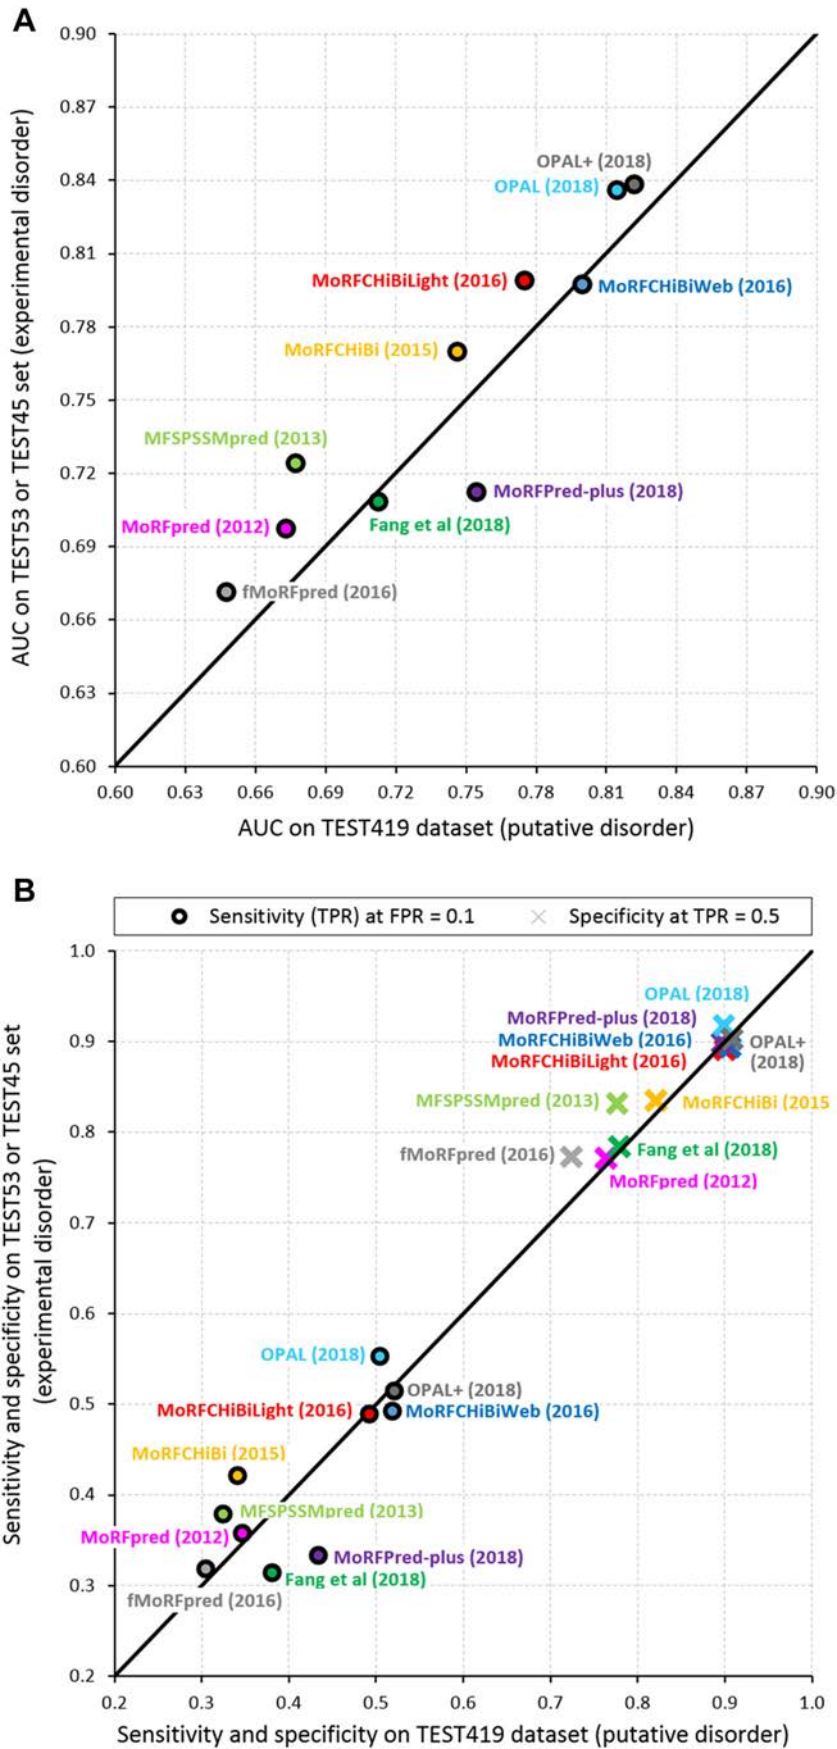 A
0.90
0.87
0.84
0.81
0.78
0.75
0.72
0.69
0.66
0.63
0.60
AUC on TEST53 or TEST45 set (experimental disorder)
OPAL+ (2018)
OPAL (2018)
MoRFCHiBiLight (2016)
MoRFCHiBiWeb (2016)
MoRFCHiBi (2015)
MFSPSSMpred (2013)
MoRFPred-plus (2018)
MoRFpred (2012)
Fang et al (2018)
fMoRFpred (2016)
0.60 0.63 0.66 0.69 0.72 0.75 0.78 0.81 0.84 0.87 0.90
AUC on TEST419 dataset (putative disorder)
B
Sensitivity (TPR) at FPR = 0.1 Specificity at TPR = 0.5
1.0
0.9
0.8
0.7
0.6
0.5
0.4
0.3
0.2
Sensitivity and specificity on TEST53 or TEST45 set
(experimental disorder)
OPAL (2018)
MoRFPred-plus (2018)
MoRFCHiBiWeb (2016)
MoRFCHiBiLight (2016)
OPAL+
(2018)
MFSPSSMpred (2013)
MoRFCHiBi (2015
fMoRFpred (2016)
Fang et al (2018)
MoRFpred (2012)
OPAL (2018)
OPAL+ (2018)
MoRFCHiBiLight (2016)
MoRFCHiBiWeb (2016)
MoRFCHiBi (2015)
MFSPSSMpred (2013)
MoRFpred (2012)
MoRFPred-plus (2018)
Fang et al (2018)
fMoRFpred (2016)
0.2 0.3 0.4 0.5 0.6 0.7 0.8 0.9 1.0
Sensitivity and specificity on TEST419 dataset (putative disorder)